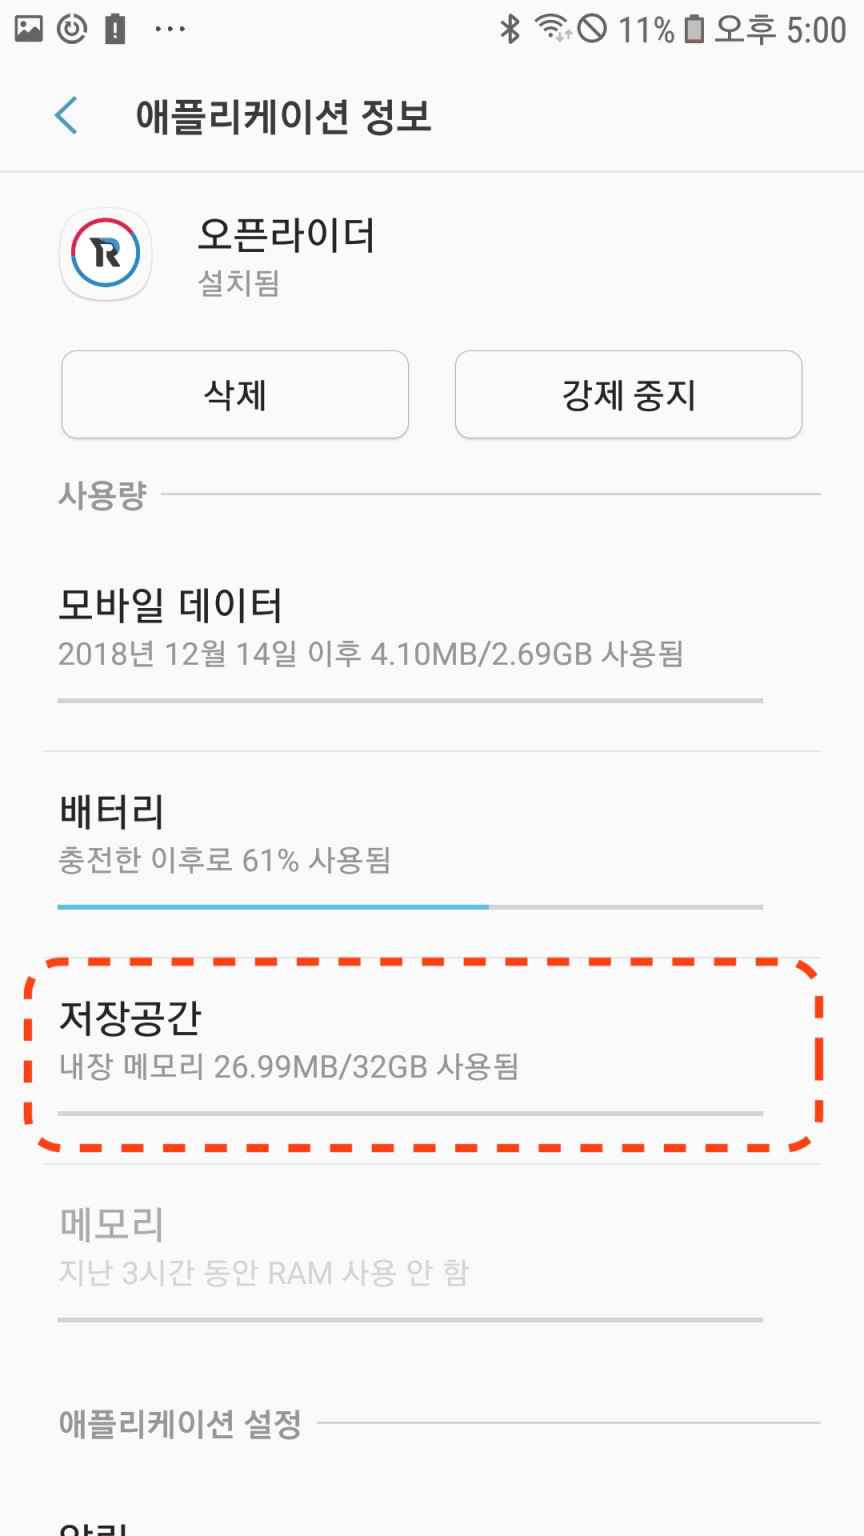 11% 오후 5:00
애플리케이션 정보
오픈라이더
설치됨
삭제
강제 중지
사용량
모바일 데이터
2018년 12월 14일 이후 4.10MB/2.69GB 사용됨
배터리
충전한 이후로 61% 사용됨
저장공간
내장 메모리 26.99MB/32GB 사용됨
메모리
지난 3시간 동안 RAM 사용 안 함
애플리케이션 설정